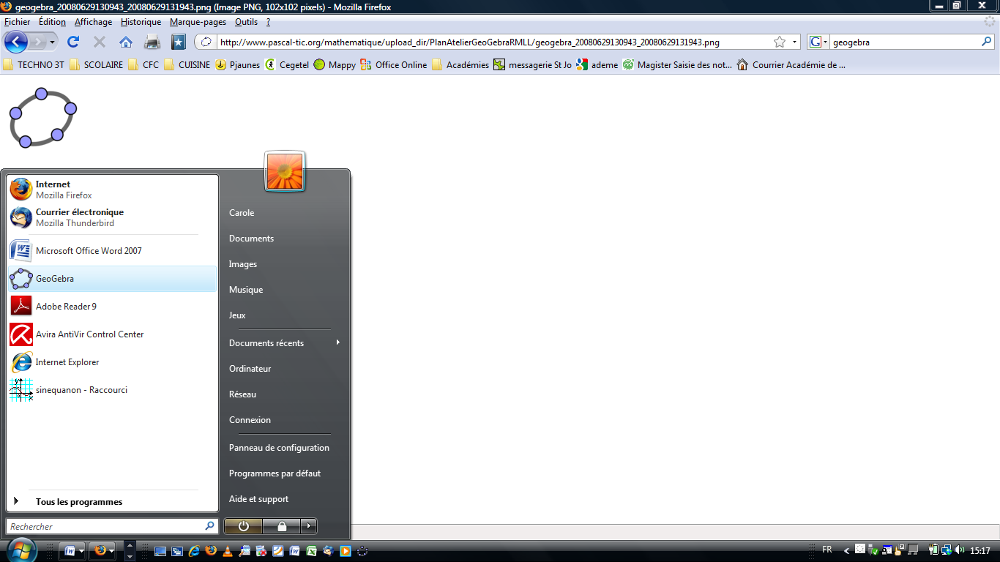 geogebra_20080629130943_20080629131943.png (Image PNG, 102x102 pixels) - Mozilla Firefox
Fichier Édition Affichage Historique Marque-pages Outils ?
http://www.pascal-tic.org/mathematique/upload_dir/PlanAtelierGeoGebraRMLL/geogebra_20080629130943_20080629131943.png geogebra
TECHNO 3T SCOLAIRE CFC CUISINE Pjaunes Cegetel Mappy Office Online Académies messagerie St Jo ademe Magister Saisie des not... Courrier Académie de ...
Internet
Mozilla Firefox
Courrier électronique
Mozilla Thunderbird
Microsoft Office Word 2007
GeoGebra
Adobe Reader 9
Avira AntiVir Control Center
Internet Explorer
sinequanon - Raccourci
Tous les programmes
Rechercher
Carole
Documents
Images
Musique
Jeux
Documents récents
Ordinateur
Réseau
Connexion
Panneau de configuration
Programmes par défaut
Aide et support
FR 15:17